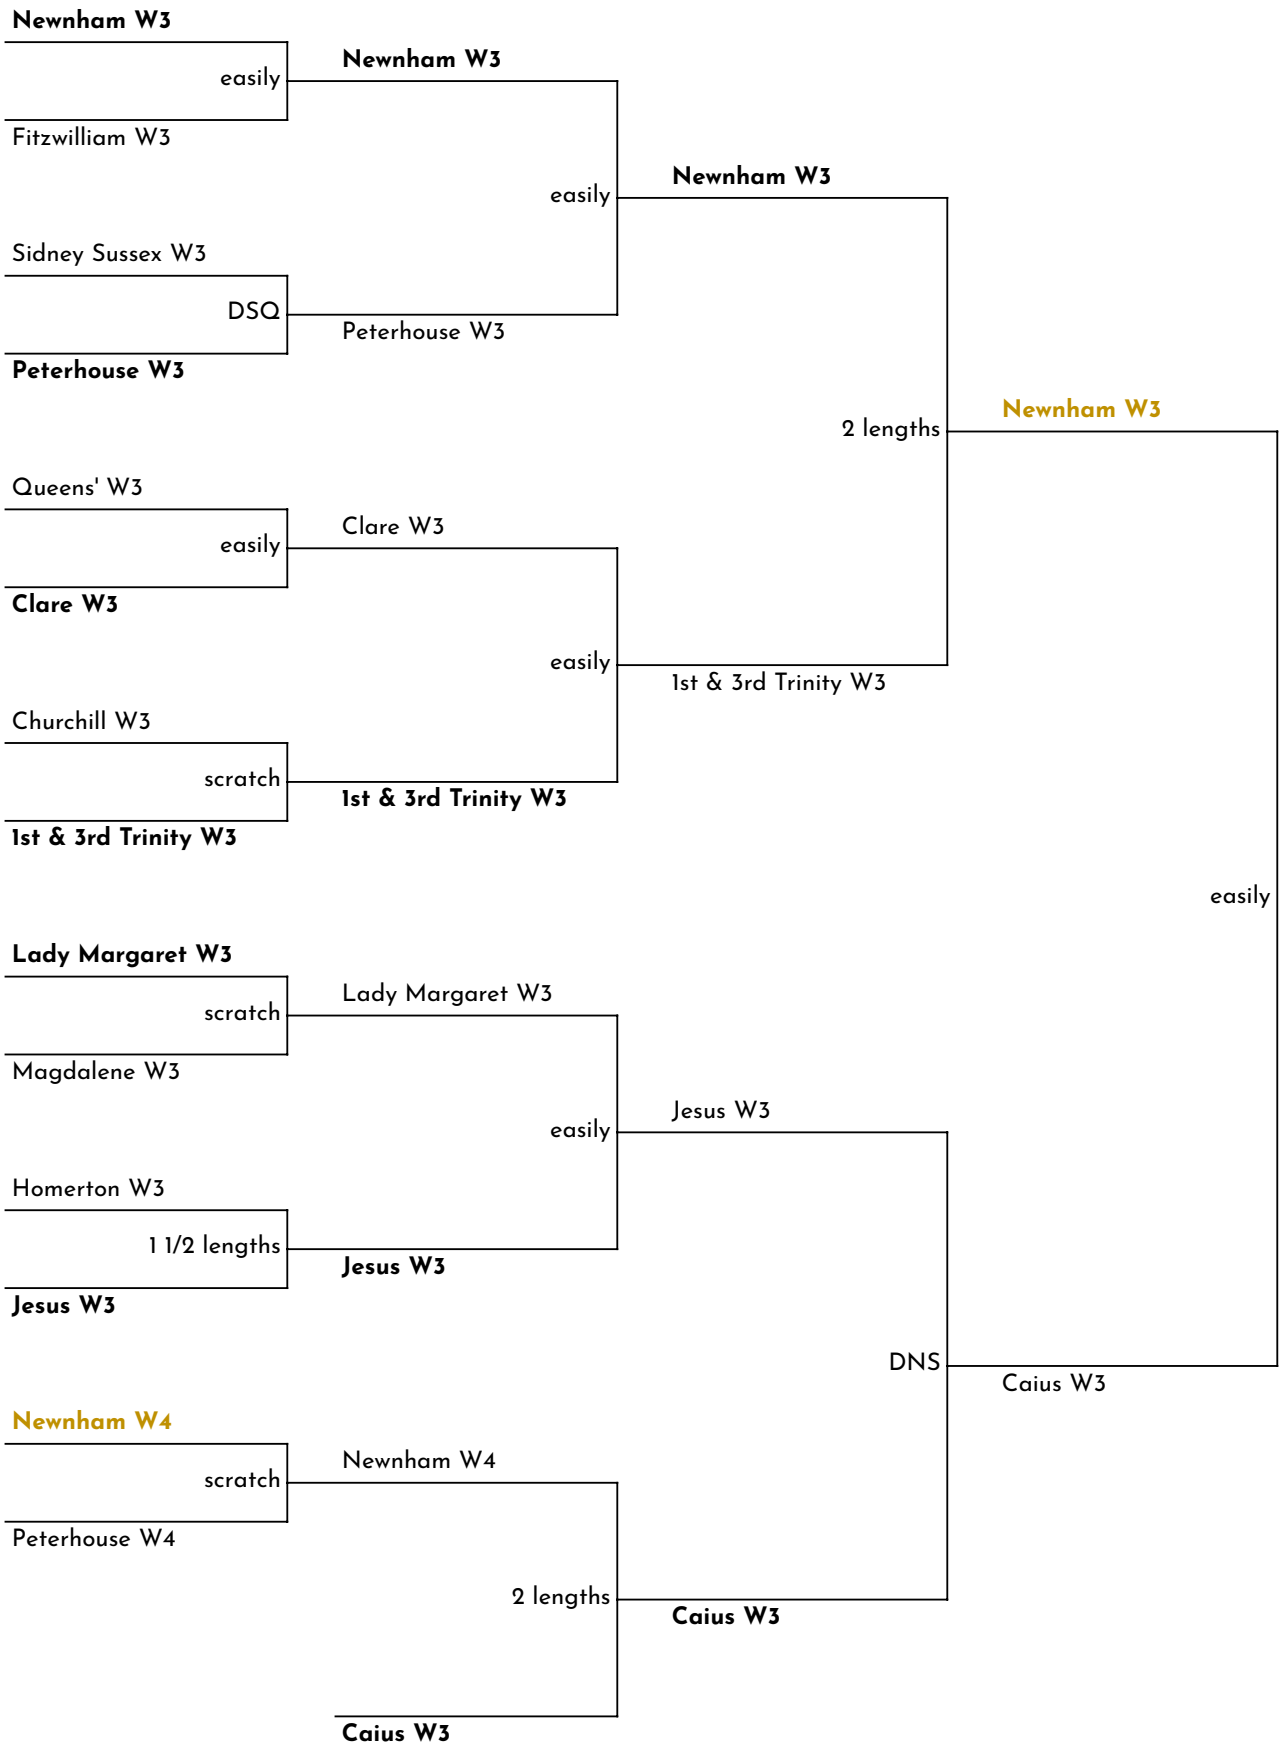 Newnham W3
Newnham W3
easily
Fitzwilliam W3
Newnham W3
easily
Sidney Sussex W3
DSQ
Peterhouse W3
Peterhouse W3
Newnham W3
2 lengths
Queens' W3
Clare W3
easily
Clare W3
easily
1st & 3rd Trinity W3
Churchill W3
scratch
1st & 3rd Trinity W3
1st & 3rd Trinity W3
easily
Lady Margaret W3
Lady Margaret W3
scratch
Magdalene W3
Jesus W3
easily
Homerton W3
1 1/2 lengths
Jesus W3
Jesus W3
DNS
Caius W3
Newnham W4
Newnham W4
scratch
Peterhouse W4
2 lengths
Caius W3
Caius W3